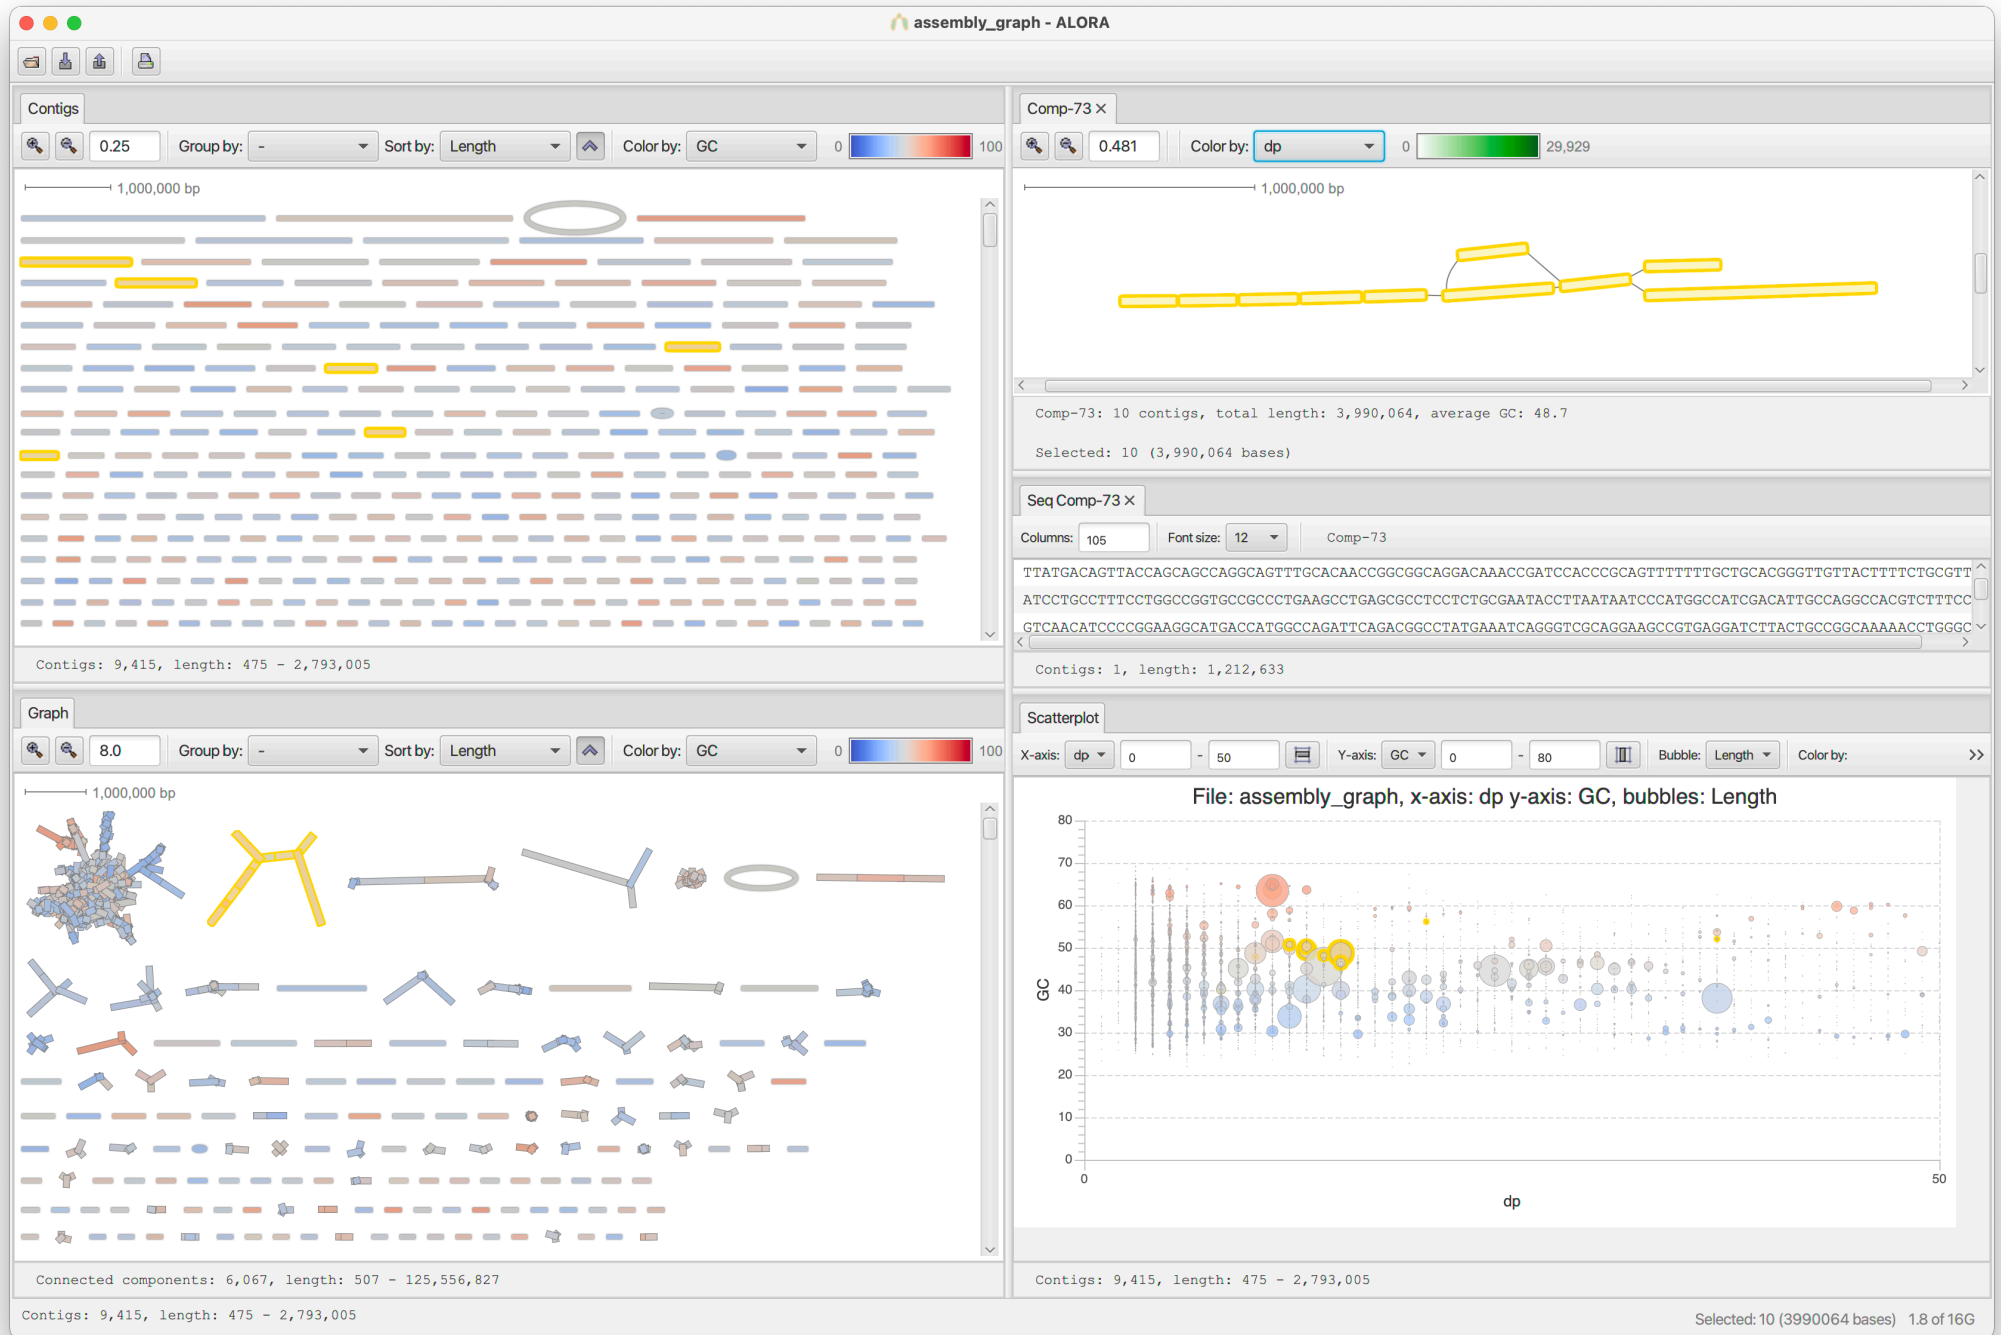 assembly_graph - ALORA
Contigs
0.25
Group by: -
Sort by: Length
Color by: GC
0
100
1,000,000 bp
Contigs: 9,415, length: 475 - 2,793,005
Graph
8.0
Group by: -
Sort by: Length
Color by: GC
0
100
1,000,000 bp
Connected components: 6,067, length: 507 - 125,556,827
Contigs: 9,415, length: 475 - 2,793,005
Comp-73 ×
0.481
Color by: dp
0
29,929
1,000,000 bp
Comp-73: 10 contigs, total length: 3,990,064, average GC: 48.7
Selected: 10 (3,990,064 bases)
Seq Comp-73 ×
Columns: 105
Font size: 12
Comp-73
TTATGACAGTTACCAGCAGCCAGGCAGTTTGCACAACCGGCGGCAGGACAAACCGATCCACCCGCAGTTTTTTTGCTGCACGGGTTGTTACTTTTCTGCGTT
ATCCTGCCTTTCCTGGCCGGTGCCGCCCTGAAGCCTGAGCGCCTCCTCTGCGAATACCTTAATAATCCCATGGCCATCGACATTGCCAGGCCACGTCTTTCC
GTCAACATCCCCGGAAGGCATGACCATGGCCAGATTCAGACGGCCTATGAAATCAGGGTCGCAGGAAGCCGTGAGGATCTTACTGCCGGCAAAAACCTGGGC
Contigs: 1, length: 1,212,633
Scatterplot
X-axis: dp 0 - 50
Y-axis: GC 0 - 80
Bubble: Length
Color by:
File: assembly_graph, x-axis: dp y-axis: GC, bubbles: Length
80
70
60
50
40
30
20
10
0
GC
0
50
dp
Contigs: 9,415, length: 475 - 2,793,005
Selected: 10 (3990064 bases) 1.8 of 16G